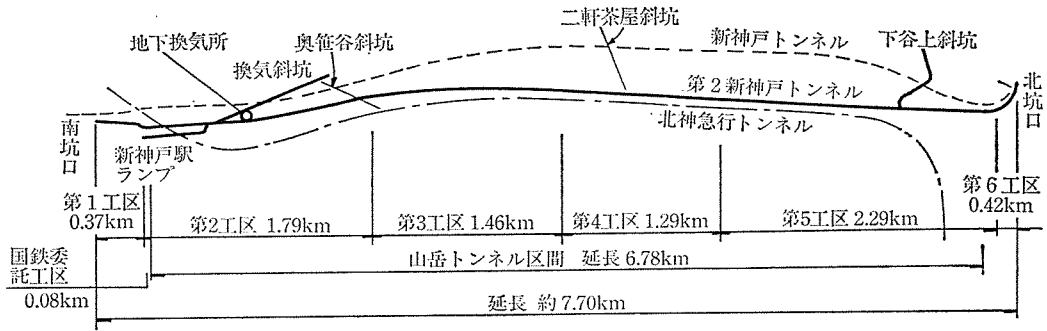 地下換気所
奥笹谷斜坑
換気斜坑
二軒茶屋斜坑
新神戸トンネル
下谷上斜坑
第2新神戸トンネル
北神急行トンネル
南坑口
北坑口
新神戸駅
ランプ
第1工区
0.37km
第2工区 1.79km
第3工区 1.46km
第4工区 1.29km
第5工区 2.29km
第6工区
0.42km
国鉄委
託工区
0.08km
山岳トンネル区間 延長 6.78km
延長 約7.70km